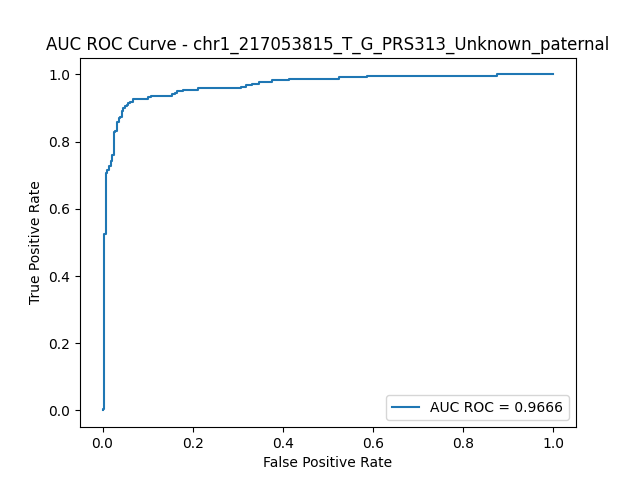 AUC ROC Curve - chr1_217053815_T_G_PRS313_Unknown_paternal
1.0
0.8
0.6
0.4
0.2
0.0
True Positive Rate
AUC ROC = 0.9666
0.0 0.2 0.4 0.6 0.8 1.0
False Positive Rate